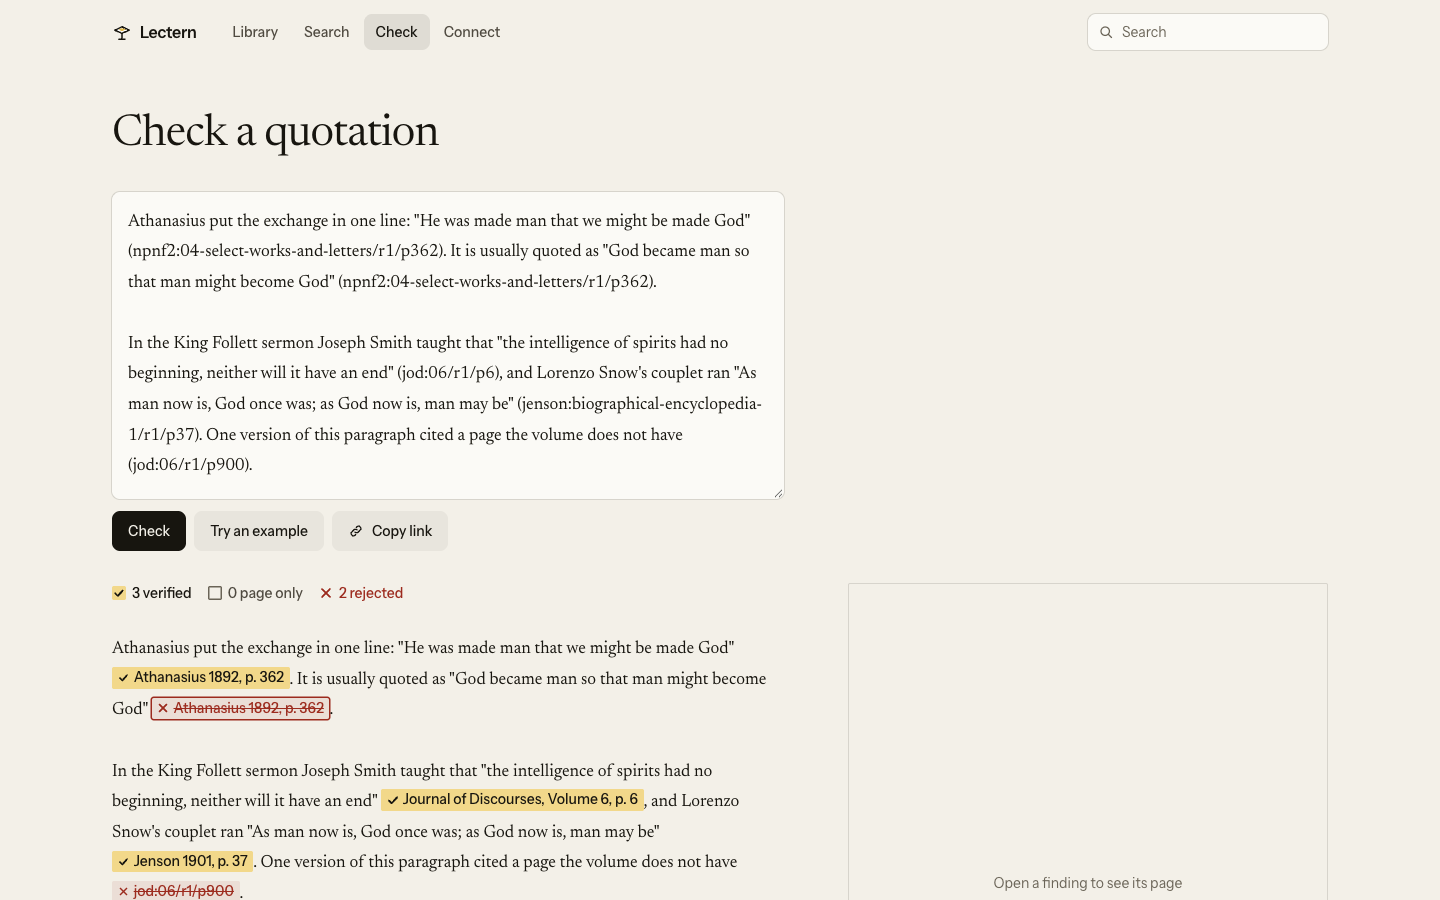 Lectern
Library
Search
Check
Connect
Search
Check a quotation
Athanasius put the exchange in one line: "He was made man that we might be made God"
(npnf2:04-select-works-and-letters/r1/p362). It is usually quoted as "God became man so
that man might become God" (npnf2:04-select-works-and-letters/r1/p362).
In the King Follett sermon Joseph Smith taught that "the intelligence of spirits had no
beginning, neither will it have an end" (jod:06/r1/p6), and Lorenzo Snow's couplet ran "As
man now is, God once was; as God now is, man may be" (jenson:biographical-encyclopedia-
1/r1/p37). One version of this paragraph cited a page the volume does not have
(jod:06/r1/p900).
Check
Try an example
Copy link
3 verified
0 page only
2 rejected
Athanasius put the exchange in one line: "He was made man that we might be made God"
Athanasius 1892, p. 362. It is usually quoted as "God became man so that man might become
God" Athanasius 1892, p. 362.
In the King Follett sermon Joseph Smith taught that "the intelligence of spirits had no
beginning, neither will it have an end" Journal of Discourses, Volume 6, p. 6, and Lorenzo
Snow's couplet ran "As man now is, God once was; as God now is, man may be"
Jenson 1901, p. 37. One version of this paragraph cited a page the volume does not have
jod:06/r1/p900.
Open a finding to see its page